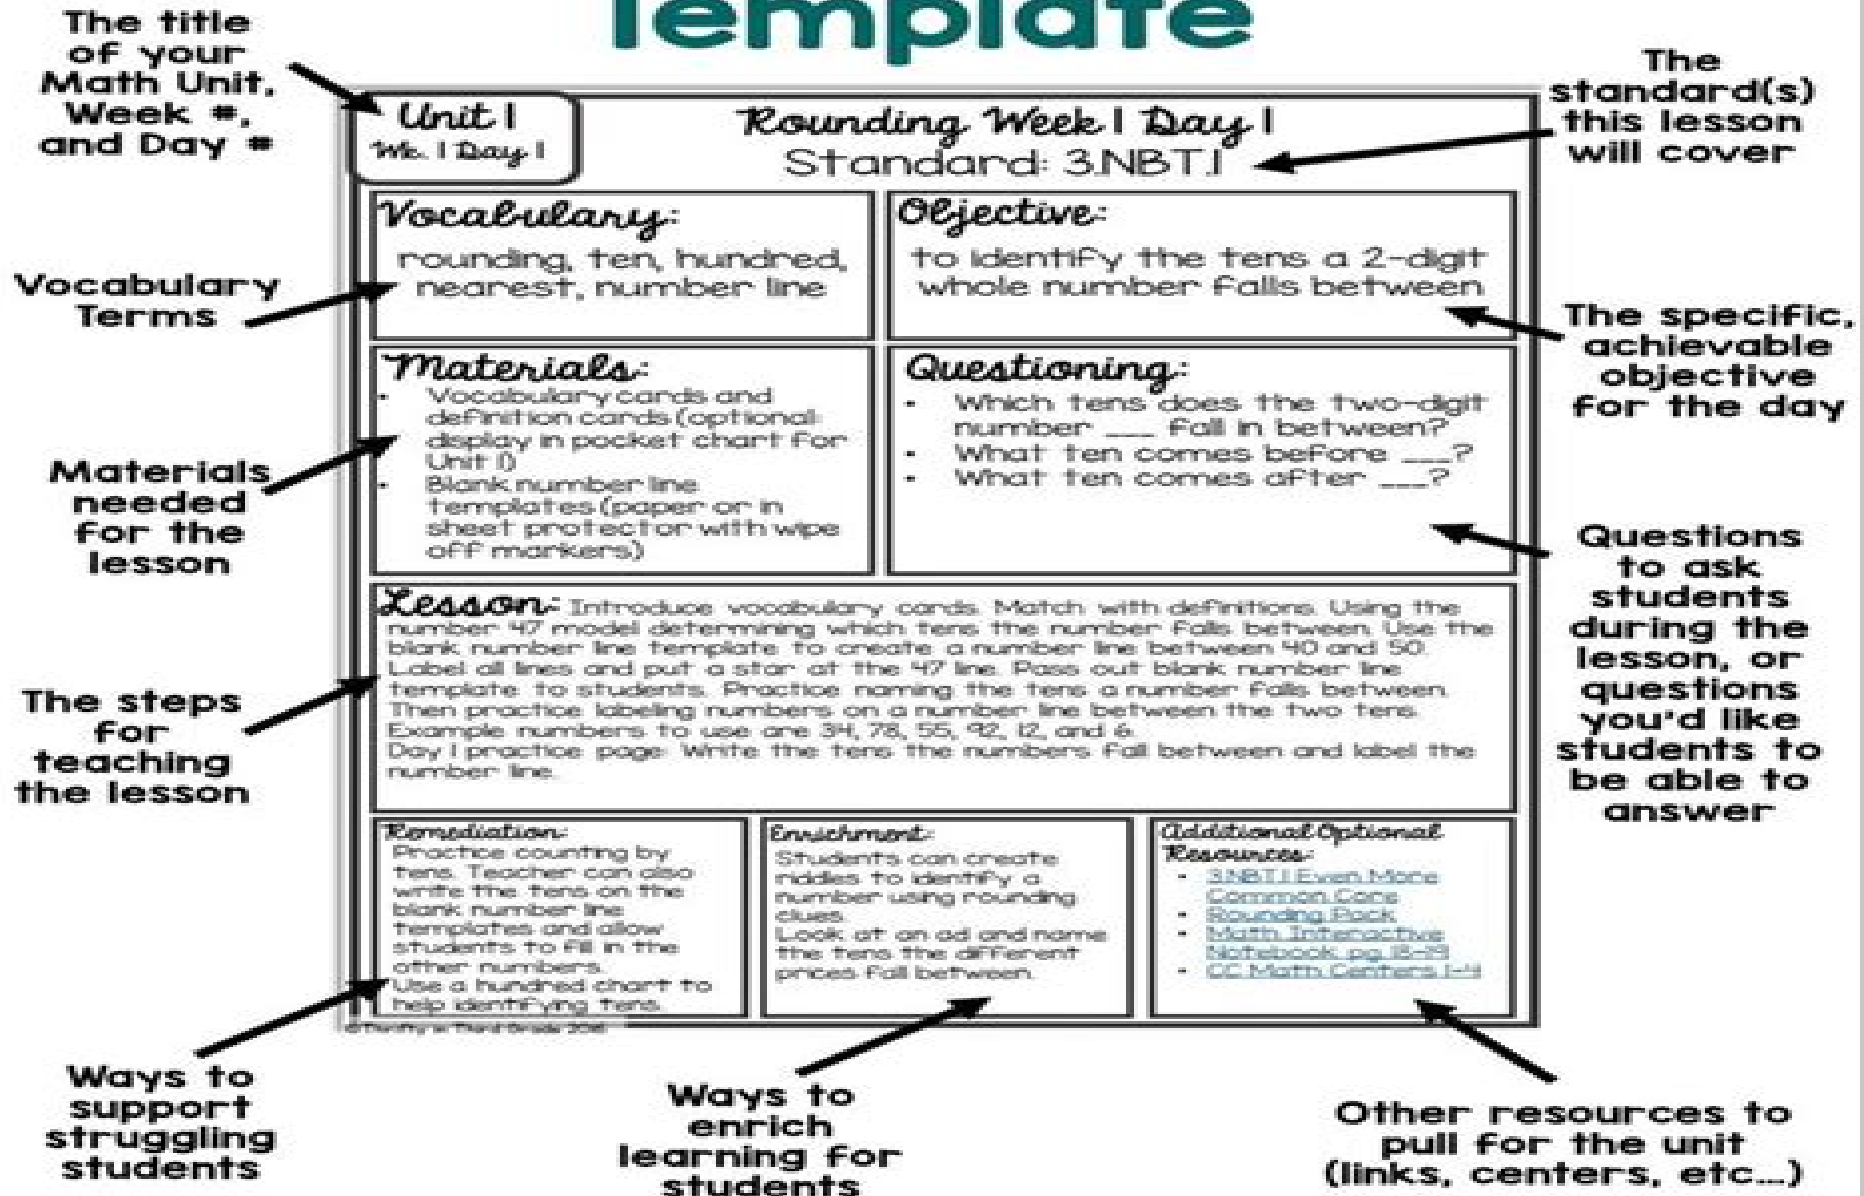 Template
The title
of your
Math Unit,
Week #,
and Day #
The
standard(s)
this lesson
will cover
Unit 1
Wk. 1 Day 1
Rounding Week 1 Day 1
Standard: 3.NBT.1
Vocabulary:
rounding, ten, hundred,
nearest, number line
Objective:
to identify the tens a 2-digit
whole number falls between
Vocabulary
Terms
The specific,
achievable
objective
for the day
Materials:
• Vocabulary cards and
definition cards (optional:
display in pocket chart for
Unit 1)
• Blank number line
templates (paper or in
sheet protector with wipe
off markers)
Questioning:
• Which tens does the two-digit
number ___ fall in between?
• What ten comes before ___?
• What ten comes after ___?
Materials
needed
for the
lesson
Questions
to ask
students
during the
lesson, or
questions
you'd like
students to
be able to
answer
Lesson: Introduce vocabulary cards. Match with definitions. Using the
number 47 model determining which tens the number falls between. Use the
blank number line template to create a number line between 40 and 50.
Label all lines and put a star at the 47 line. Pass out blank number line
template to students. Practice naming the tens a number falls between.
Then practice labeling numbers on a number line between the two tens.
Example numbers to use are 34, 78, 55, 92, 12, and 6.
Day 1 practice page: Write the tens the numbers fall between and label the
number line.
The steps
for
teaching
the lesson
Remediation:
Practice counting by
tens. Teacher can also
write the tens on the
blank number line
templates and allow
students to fill in the
other numbers.
Use a hundred chart to
help identifying tens.
Enrichment:
Students can create
riddles to identify a
number using rounding
clues.
Look at an ad and name
the tens the different
prices fall between.
Additional Optional
Resources:
• 3.NBT.1 Even More
Common Core
• Rounding Pack
• Math Interactive
Notebook pg. 18-19
• CC Math Centers 1-4
©Thrifty in Third Grade 2016
Ways to
support
struggling
students
Ways to
enrich
learning for
students
Other resources to
pull for the unit
(links, centers, etc...)